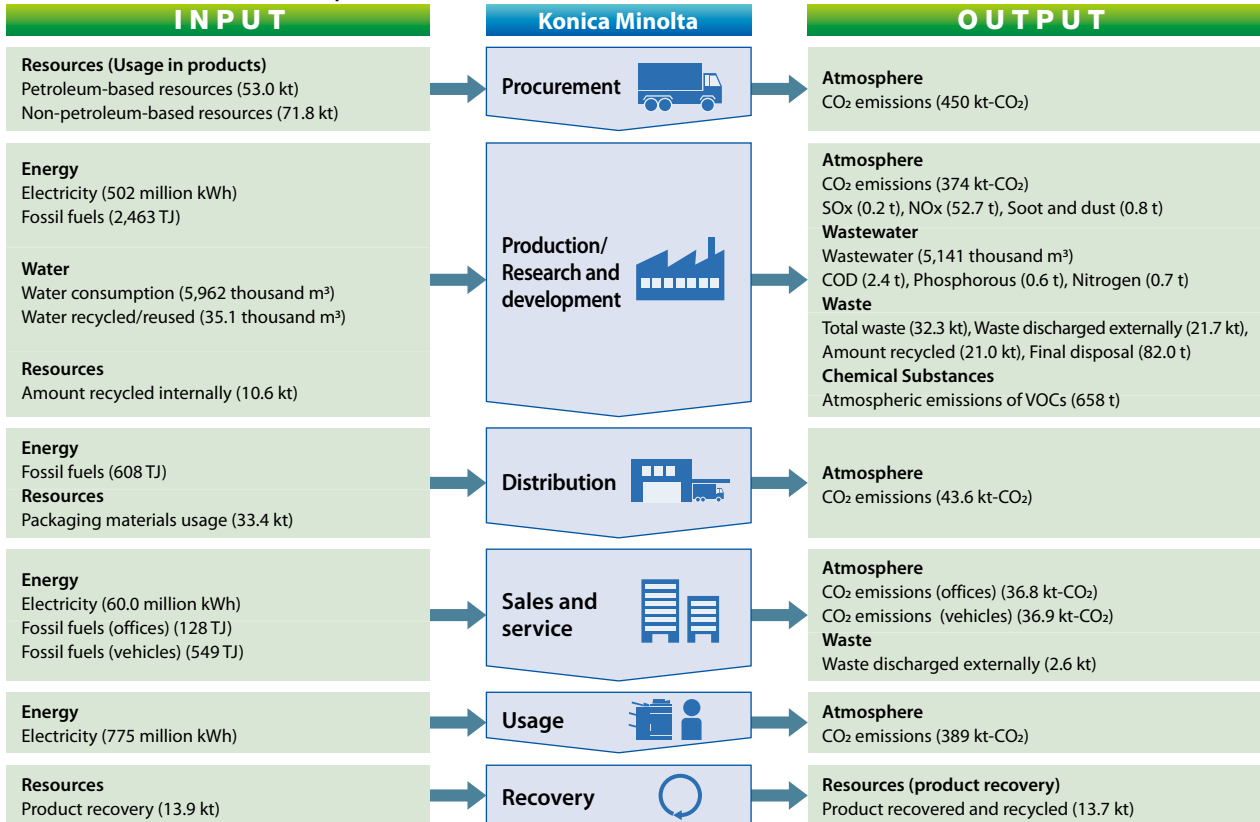 INPUT
Konica Minolta
OUTPUT
Resources (Usage in products)
Petroleum-based resources (53.0 kt)
Non-petroleum-based resources (71.8 kt)
Procurement
Atmosphere
CO₂ emissions (450 kt-CO₂)
Energy
Electricity (502 million kWh)
Fossil fuels (2,463 TJ)
Water
Water consumption (5,962 thousand m³)
Water recycled/reused (35.1 thousand m³)
Resources
Amount recycled internally (10.6 kt)
Production/
Research and
development
Atmosphere
CO₂ emissions (374 kt-CO₂)
SOx (0.2 t), NOx (52.7 t), Soot and dust (0.8 t)
Wastewater
Wastewater (5,141 thousand m³)
COD (2.4 t), Phosphorous (0.6 t), Nitrogen (0.7 t)
Waste
Total waste (32.3 kt), Waste discharged externally (21.7 kt),
Amount recycled (21.0 kt), Final disposal (82.0 t)
Chemical Substances
Atmospheric emissions of VOCs (658 t)
Energy
Fossil fuels (608 TJ)
Resources
Packaging materials usage (33.4 kt)
Distribution
Atmosphere
CO₂ emissions (43.6 kt-CO₂)
Energy
Electricity (60.0 million kWh)
Fossil fuels (offices) (128 TJ)
Fossil fuels (vehicles) (549 TJ)
Sales and
service
Atmosphere
CO₂ emissions (offices) (36.8 kt-CO₂)
CO₂ emissions (vehicles) (36.9 kt-CO₂)
Waste
Waste discharged externally (2.6 kt)
Energy
Electricity (775 million kWh)
Usage
Atmosphere
CO₂ emissions (389 kt-CO₂)
Resources
Product recovery (13.9 kt)
Recovery
Resources (product recovery)
Product recovered and recycled (13.7 kt)